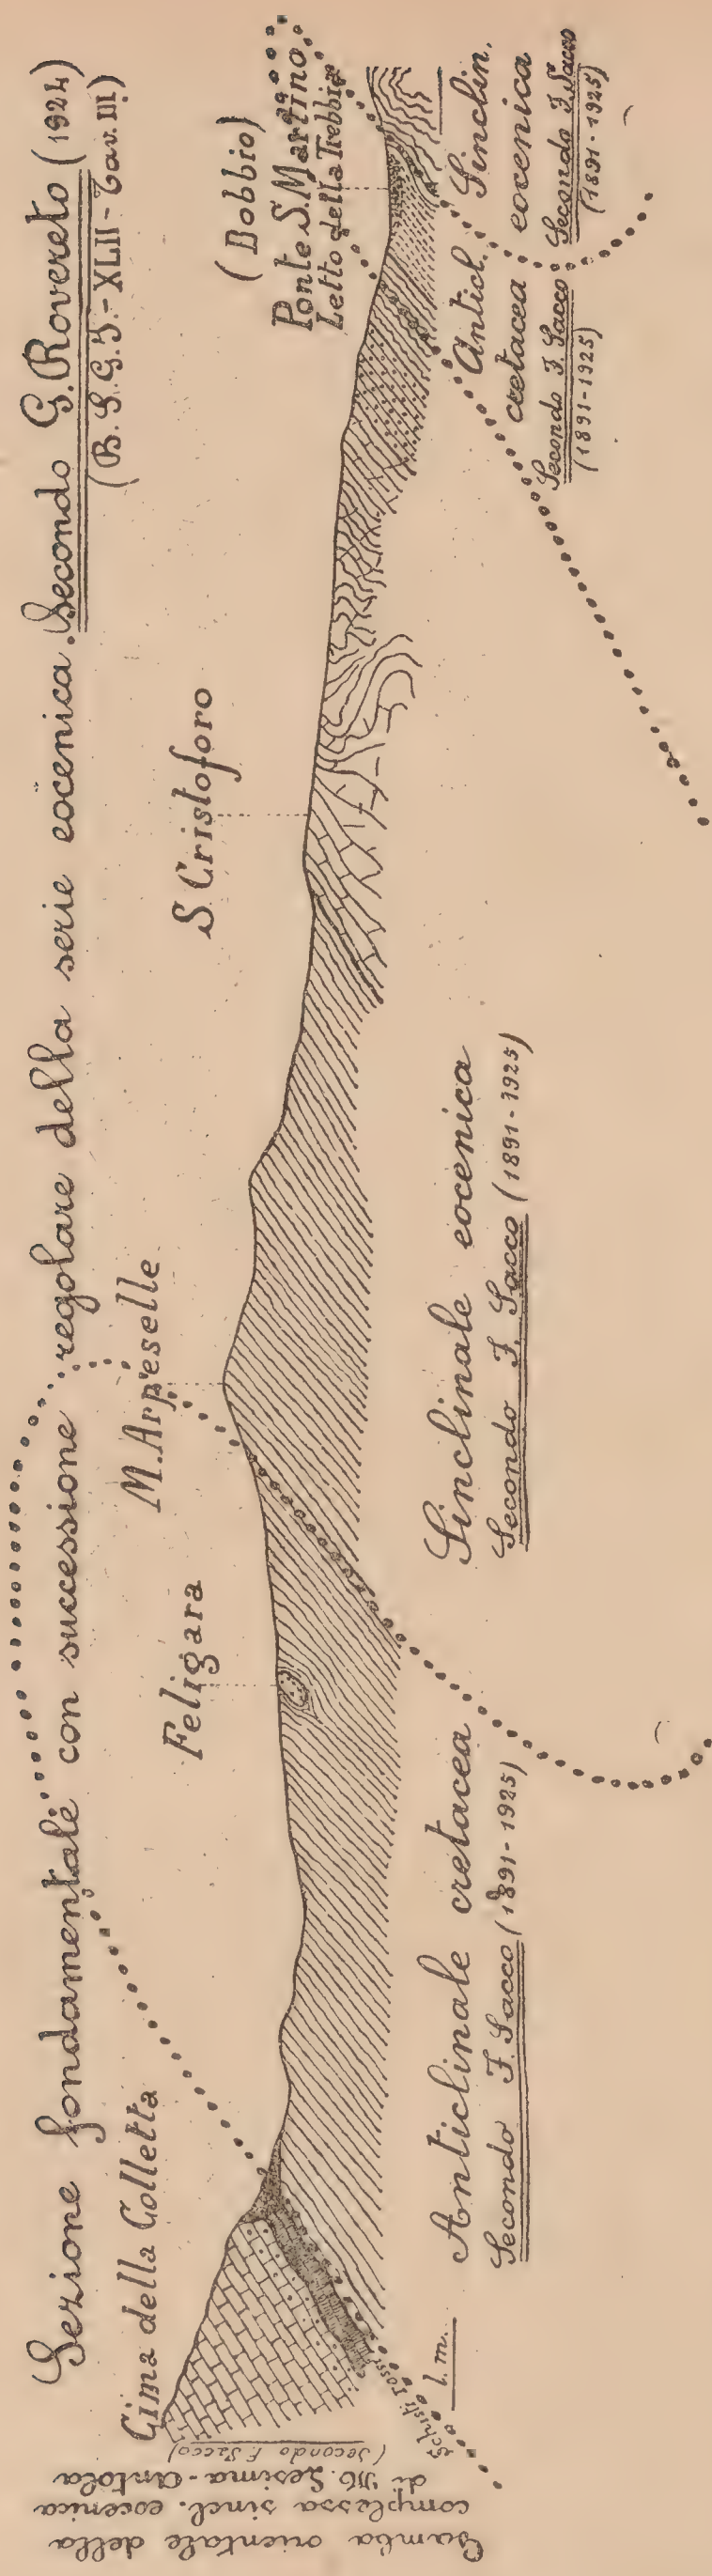 Sezione fondamentale con successione regolare della serie eocenica. Secondo G. Rovereto (1924)
(B. S. G. I. - XLII - Tav. III)
Cima della Colletta
Feligara
M. Arpeselle
S. Cristoforo
(Bobbio)
Ponte S. Martino
Letto della Trebbia
Gamba orientale della
complessa sincl. eocenica
di M. Lesima - Antola
(secondo F. Sacco)
Schisti rossi
l. m.
Anticlinale cretacea
Secondo F. Sacco (1891-1925)
Sinclinale eocenica
Secondo F. Sacco (1891-1925)
Anticl.
cretacea
Secondo F. Sacco
(1891-1925)
Sinclin.
eocenica
Secondo F. Sacco
(1891-1925)